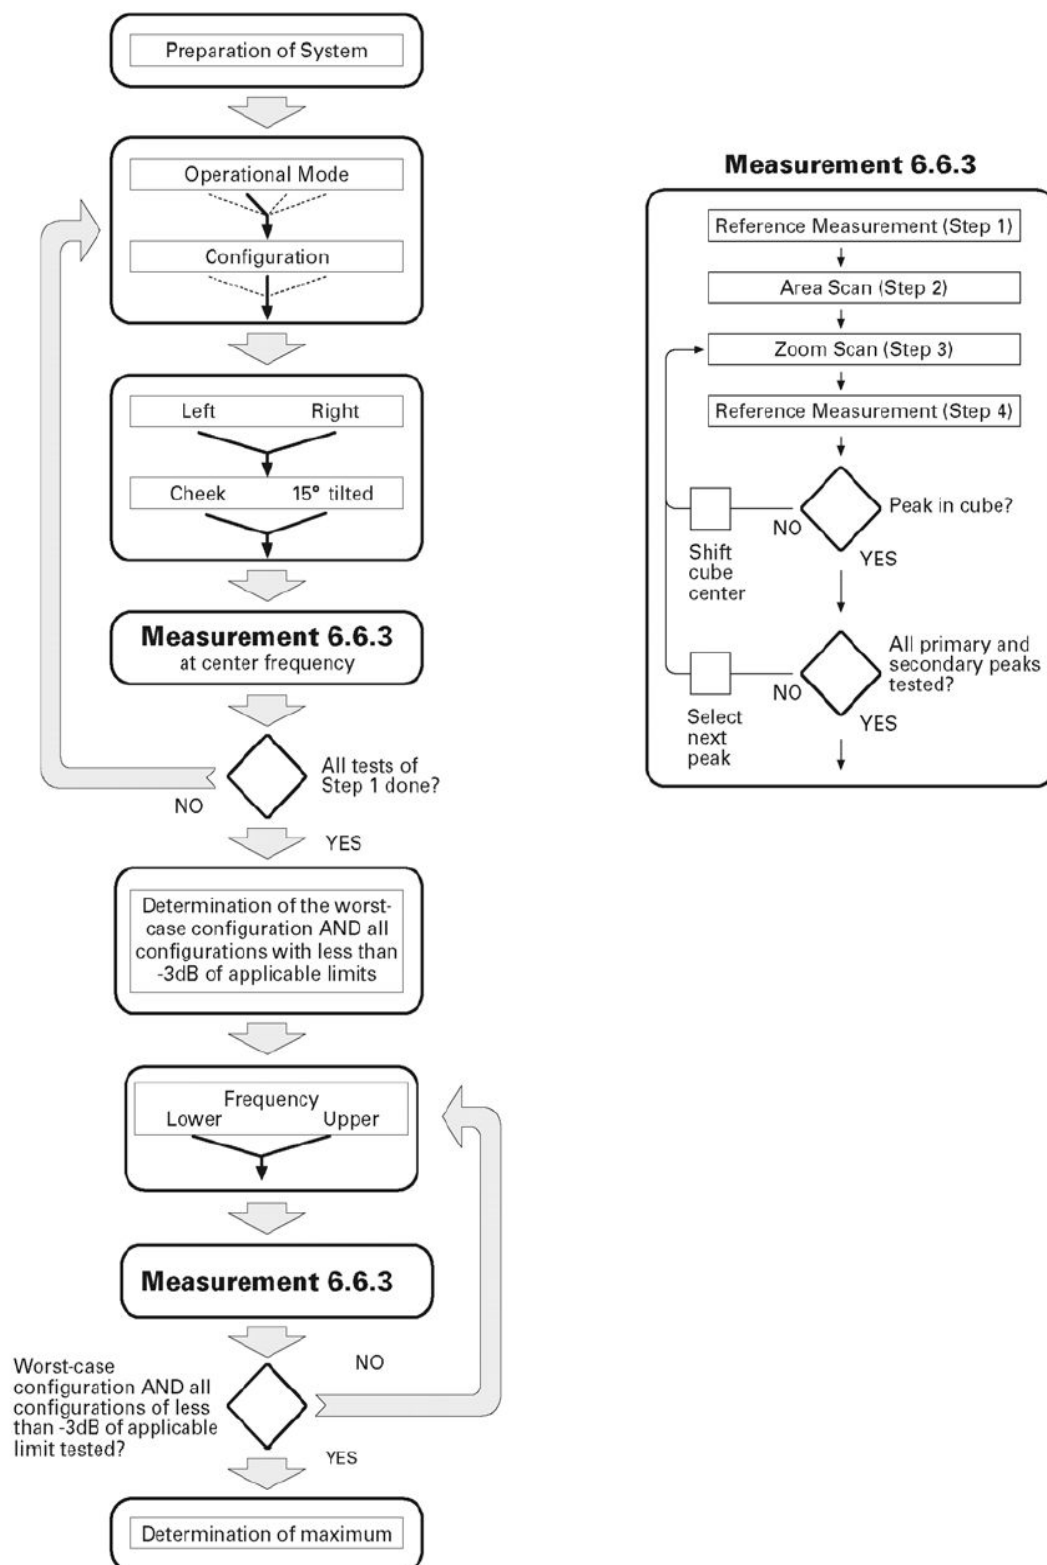 Preparation of System
Operational Mode
Configuration
Left Right
Cheek 15° tilted
Measurement 6.6.3
at center frequency
All tests of
Step 1 done?
NO
YES
Determination of the worst-
case configuration AND all
configurations with less than
-3dB of applicable limits
Frequency
Lower Upper
Measurement 6.6.3
NO
Worst-case
configuration AND all
configurations of less
than -3dB of applicable
limit tested?
YES
Determination of maximum
Measurement 6.6.3
Reference Measurement (Step 1)
Area Scan (Step 2)
Zoom Scan (Step 3)
Reference Measurement (Step 4)
Peak in cube?
NO
YES
Shift
cube
center
All primary and
secondary peaks
tested?
NO
YES
Select
next
peak